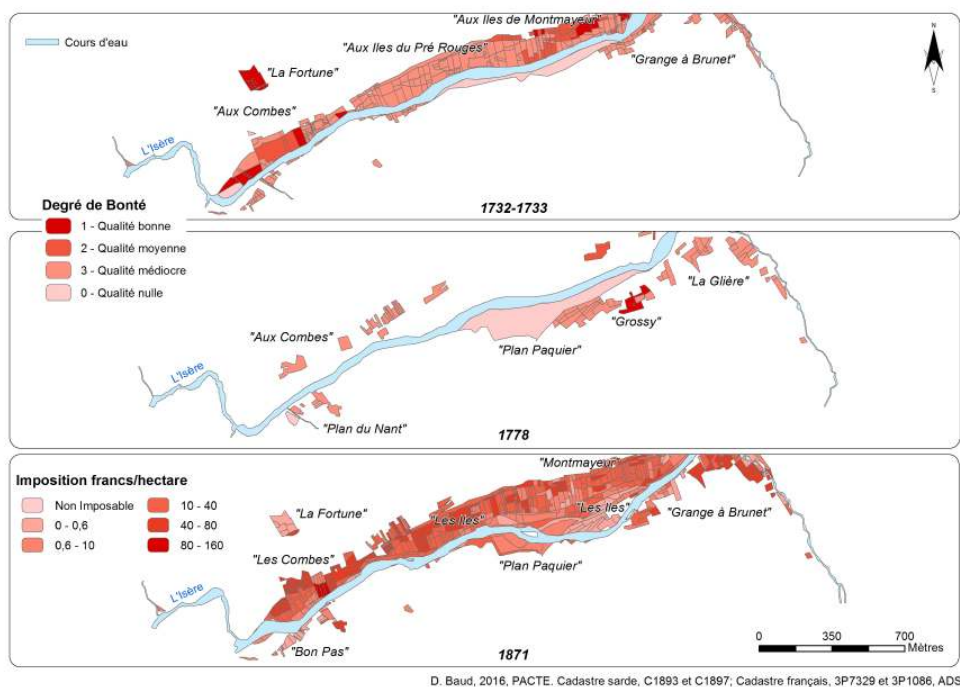 "Aux Iles de Montmayeur"
Cours d'eau
"Aux Iles du Pré Rouges"
N
"Grange à Brunet"
S
"La Fortune"
"Aux Combes"
L'Isère
1732-1733
Degré de Bonté
1 - Qualité bonne
2 - Qualité moyenne
3 - Qualité médiocre
0 - Qualité nulle
"La Glière"
"Grossy"
"Aux Combes"
"Plan Paquier"
L'Isère
"Plan du Nant"
1778
Imposition francs/hectare
Non Imposable
0 - 0,6
0,6 - 10
10 - 40
40 - 80
80 - 160
"Montmayeur"
"La Fortune"
"Les Iles"
"Les Iles"
"Grange à Brunet"
"Les Combes"
"Plan Paquier"
L'Isère
"Bon Pas"
0 350 700
Mètres
1871
D. Baud, 2016, PACTE. Cadastre sarde, C1893 et C1897; Cadastre français, 3P7329 et 3P1086, ADS